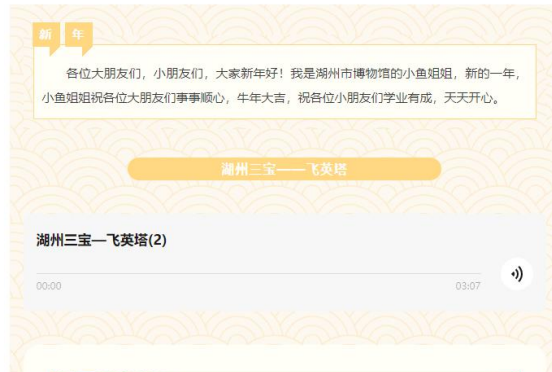 新 年
各位大朋友们，小朋友们，大家新年好！我是湖州市博物馆的小鱼姐姐，新的一年，
小鱼姐姐祝各位大朋友们事事顺心，牛年大吉，祝各位小朋友们学业有成，天天开心。
湖州三宝——飞英塔
湖州三宝—飞英塔(2)
00:00 03:07